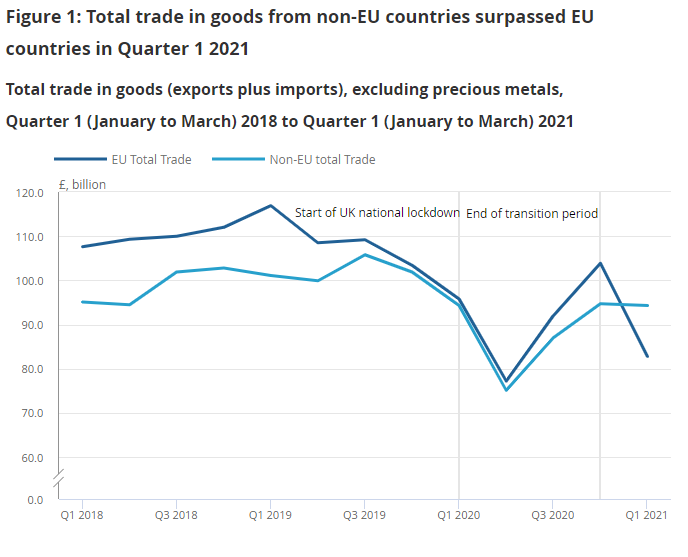 Figure 1: Total trade in goods from non-EU countries surpassed EU
countries in Quarter 1 2021
Total trade in goods (exports plus imports), excluding precious metals,
Quarter 1 (January to March) 2018 to Quarter 1 (January to March) 2021
EU Total Trade
Non-EU total Trade
£, billion
120.0
Start of UK national lockdown
End of transition period
110.0
100.0
90.0
80.0
70.0
60.0
0.0
Q1 2018
Q3 2018
Q1 2019
Q3 2019
Q1 2020
Q3 2020
Q1 2021